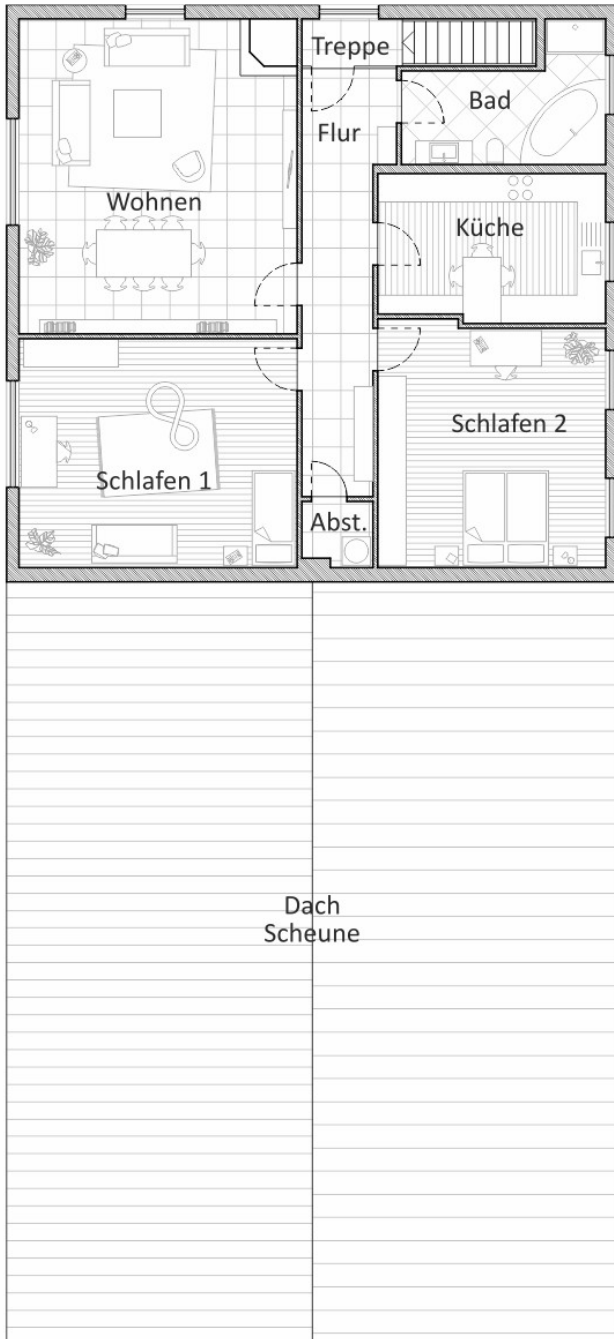 Treppe
Bad
Flur
Wohnen
Küche
Schlafen 2
Schlafen 1
Abst.
Dach
Scheune